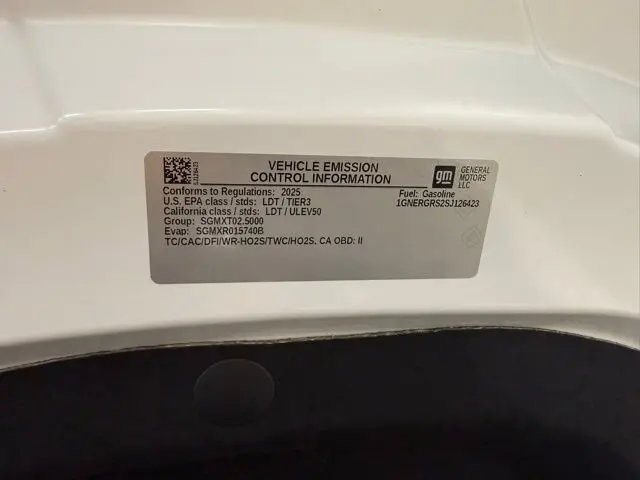 VEHICLE EMISSION
CONTROL INFORMATION
gm
GENERAL
MOTORS
LLC
Conforms to Regulations: 2025
Fuel: Gasoline
U.S. EPA class / stds: LDT / TIER3
1GNERGRS2SJ126423
California class / stds: LDT / ULEV50
Group: SGMXT02.5000
Evap: SGMXR015740B
TC/CAC/DFI/WR-HO2S/TWC/HO2S. CA OBD: II